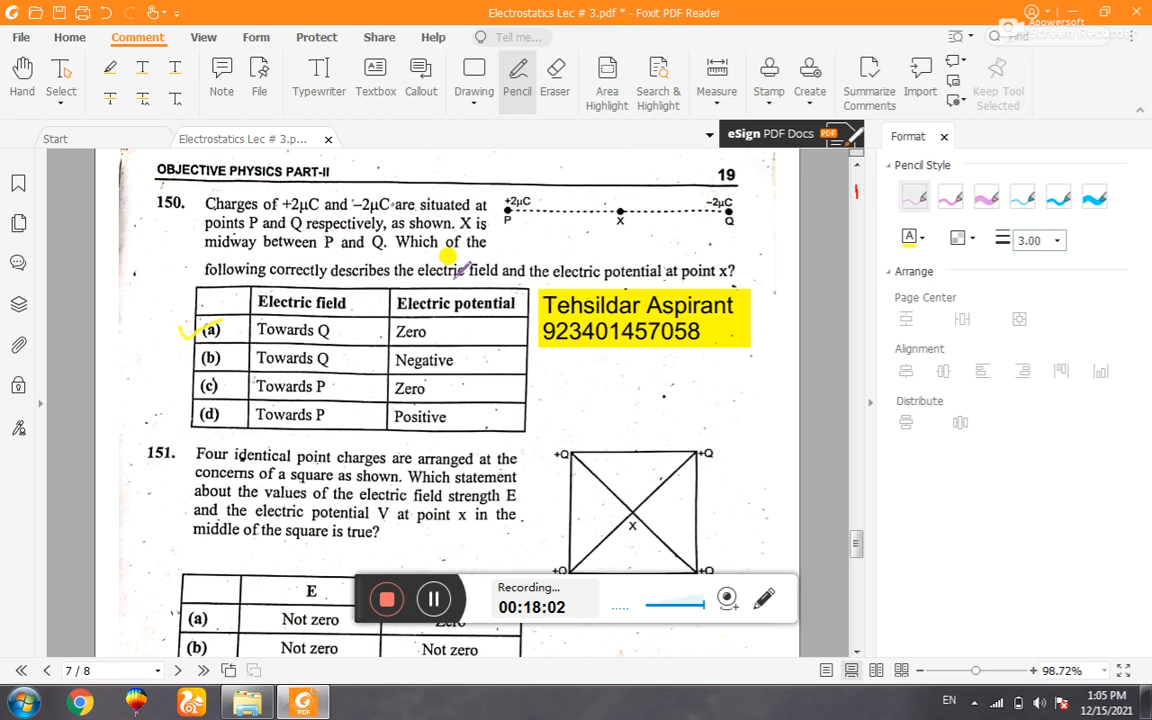 Electrostatics Lec # 3.pdf * - Foxit PDF Reader
Apowersoft
Screen Recorder
File Home Comment View Form Protect Share Help Tell me... Find
Hand Select Note File Typewriter Textbox Callout Drawing Pencil Eraser Area Highlight Search & Highlight Measure Stamp Create Summarize Comments Import Keep Tool Selected
Start Electrostatics Lec # 3.p... eSign PDF Docs PDF Format
Pencil Style
3.00
Arrange
Placement
Page Center
Alignment
Distribute
OBJECTIVE PHYSICS PART-II 19
150. Charges of +2μC and -2μC are situated at
points P and Q respectively, as shown. X is
midway between P and Q. Which of the
following correctly describes the electric field and the electric potential at point x?
+2μC -2μC
P X Q
Electric field Electric potential
(a) Towards Q Zero
(b) Towards Q Negative
(c) Towards P Zero
(d) Towards P Positive
Tehsildar Aspirant
923401457058
151. Four identical point charges are arranged at the
concerns of a square as shown. Which statement
about the values of the electric field strength E
and the electric potential V at point x in the
middle of the square is true?
+Q +Q
X
+Q +Q
E
(a) Not zero Zero
(b) Not zero Not zero
Recording...
00:18:02
7 / 8 98.72%
EN 1:05 PM
12/15/2021